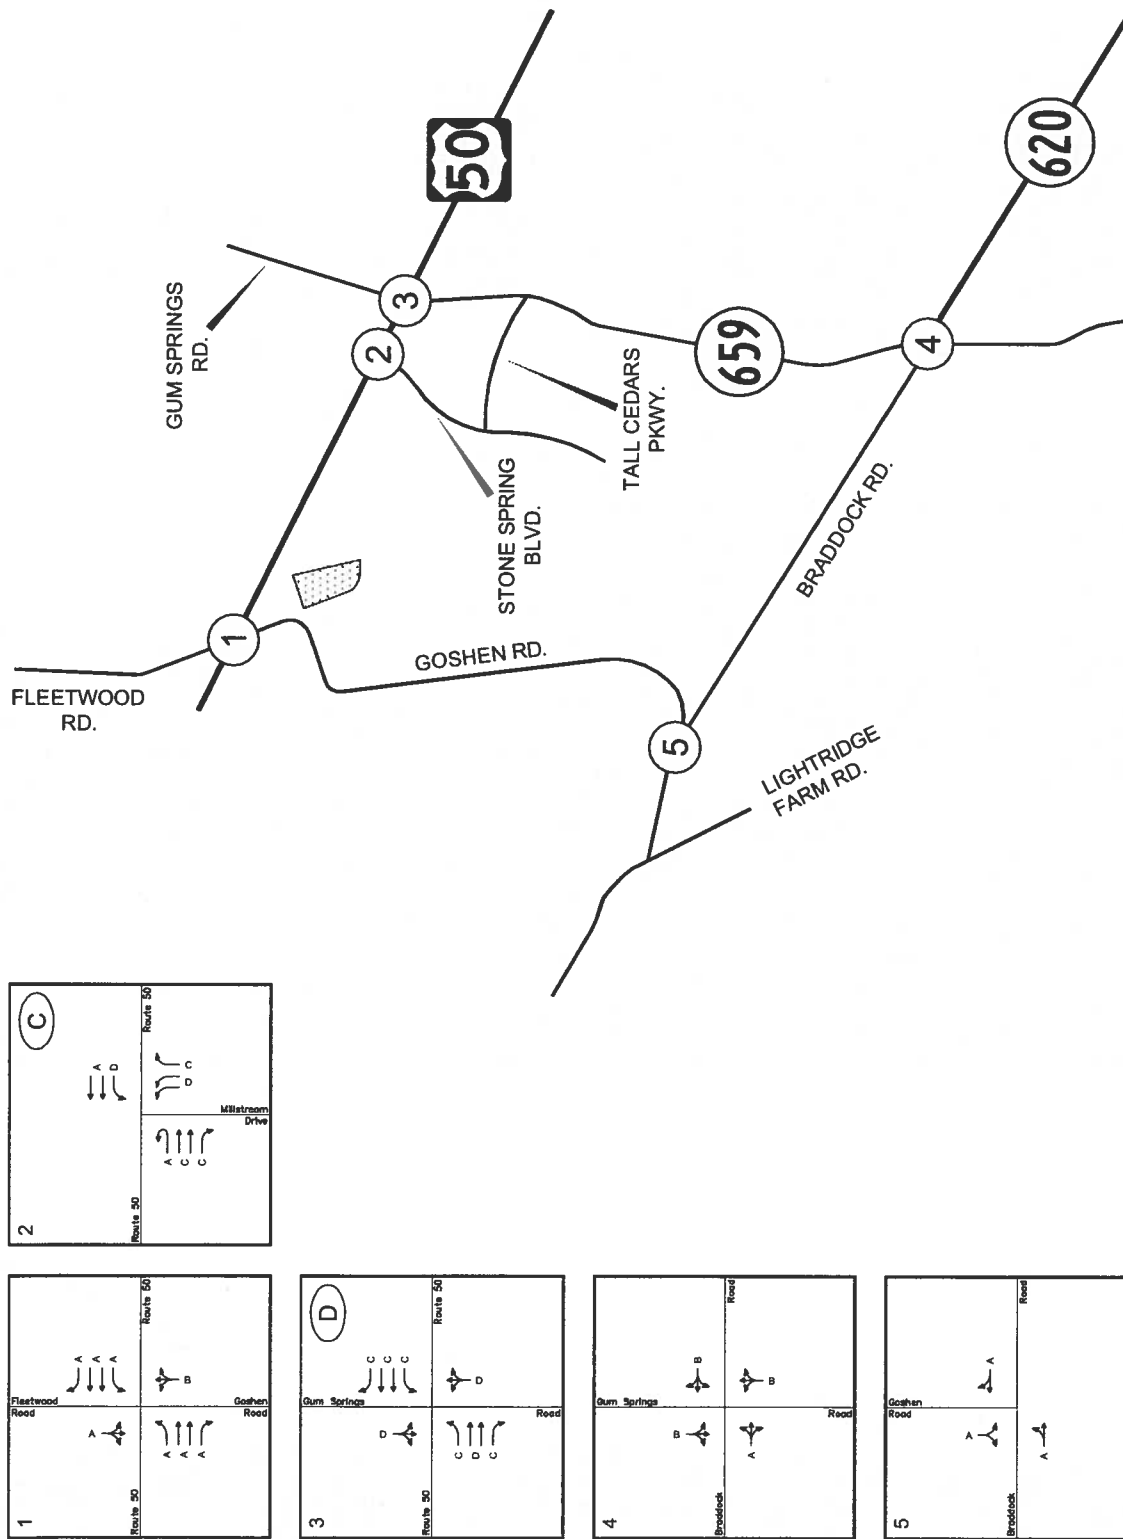 GUM SPRINGS
RD.
50
3
2
659
TALL CEDARS
PKWY.
STONE SPRING
BLVD.
620
4
BRADDOCK RD.
1
FLEETWOOD
RD.
GOSHEN RD.
5
LIGHTRIDGE
FARM RD.
2
C
A
D
Route 50
Route 50
A
C
C
D
C
Millstream
Drive
1
Fleetwood
Road
A
A
A
A
Route 50
Route 50
A
A
A
B
Goshen
Road
3
D
Gum Springs
D
C
C
C
Route 50
Route 50
C
D
C
D
Road
4
Gum Springs
B
B
Braddock
Road
A
B
Road
5
Goshen
Road
A
A
Braddock
Road
A